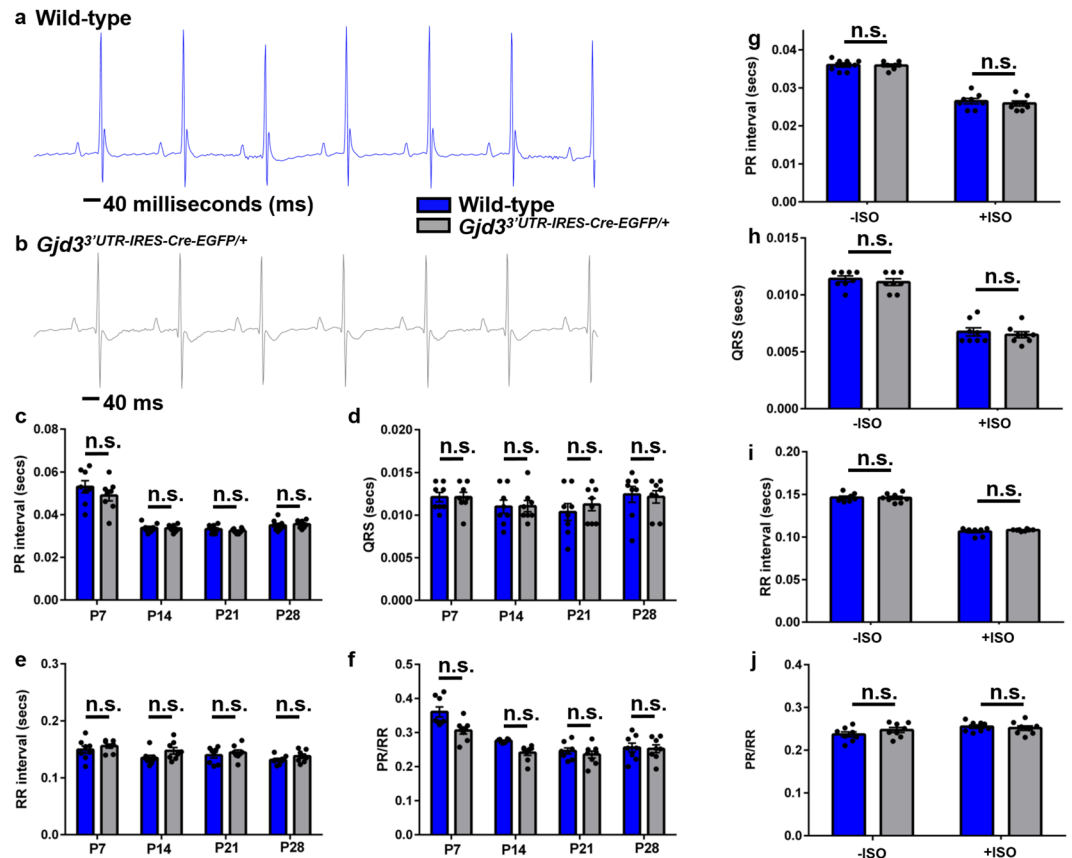 a Wild-type
40 milliseconds (ms)
Wild-type
Gjd3 3'UTR-IRES-Cre-EGFP/+
b Gjd3 3'UTR-IRES-Cre-EGFP/+
40 ms
c
PR interval (secs)
0.08
0.06
0.04
0.02
0.00
n.s.
n.s.
n.s.
n.s.
P7
P14
P21
P28
d
QRS (secs)
0.020
0.015
0.010
0.005
0.000
n.s.
n.s.
n.s.
n.s.
P7
P14
P21
P28
e
RR interval (secs)
0.3
0.2
0.1
0.0
n.s.
n.s.
n.s.
n.s.
P7
P14
P21
P28
f
PR/RR
0.5
0.4
0.3
0.2
0.1
0.0
n.s.
n.s.
n.s.
n.s.
P7
P14
P21
P28
g
PR interval (secs)
0.04
0.03
0.02
0.01
0.00
n.s.
n.s.
-ISO
+ISO
h
QRS (secs)
0.015
0.010
0.005
0.000
n.s.
n.s.
-ISO
+ISO
i
RR interval (secs)
0.20
0.15
0.10
0.05
0.00
n.s.
n.s.
-ISO
+ISO
j
PR/RR
0.4
0.3
0.2
0.1
0.0
n.s.
n.s.
-ISO
+ISO